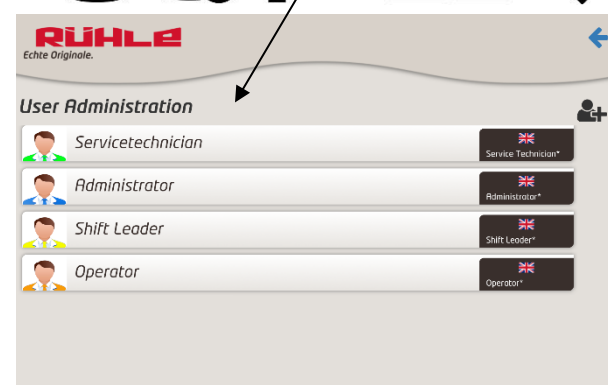 RÜHLE
Echte Originale.
User Administration
Servicetechnician
Service Technician*
Administrator
Administrator*
Shift Leader
Shift Leader*
Operator
Operator*